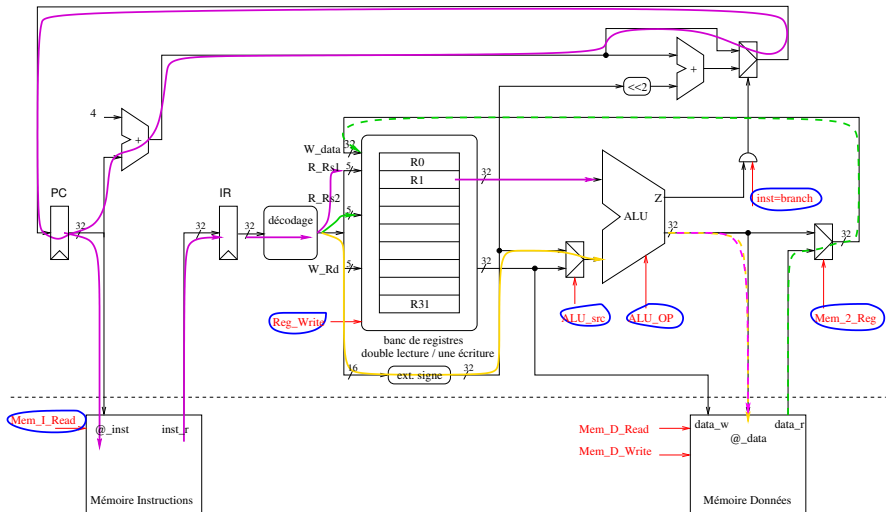 <<2
4
+
+
W_data
32
R_Rs1
5
R0
R1
32
PC
IR
R_Rs2
5
décodage
Z
ALU
inst=branch
32
32
32
32
32
W_Rd
5
32
R31
Reg_Write
ALU_src
ALU_OP
Mem_2_Reg
banc de registres
double lecture / une écriture
16
ext. signe
32
Mem_I_Read
@_inst
inst_r
Mem_D_Read
Mem_D_Write
data_w
data_r
@_data
Mémoire Instructions
Mémoire Données